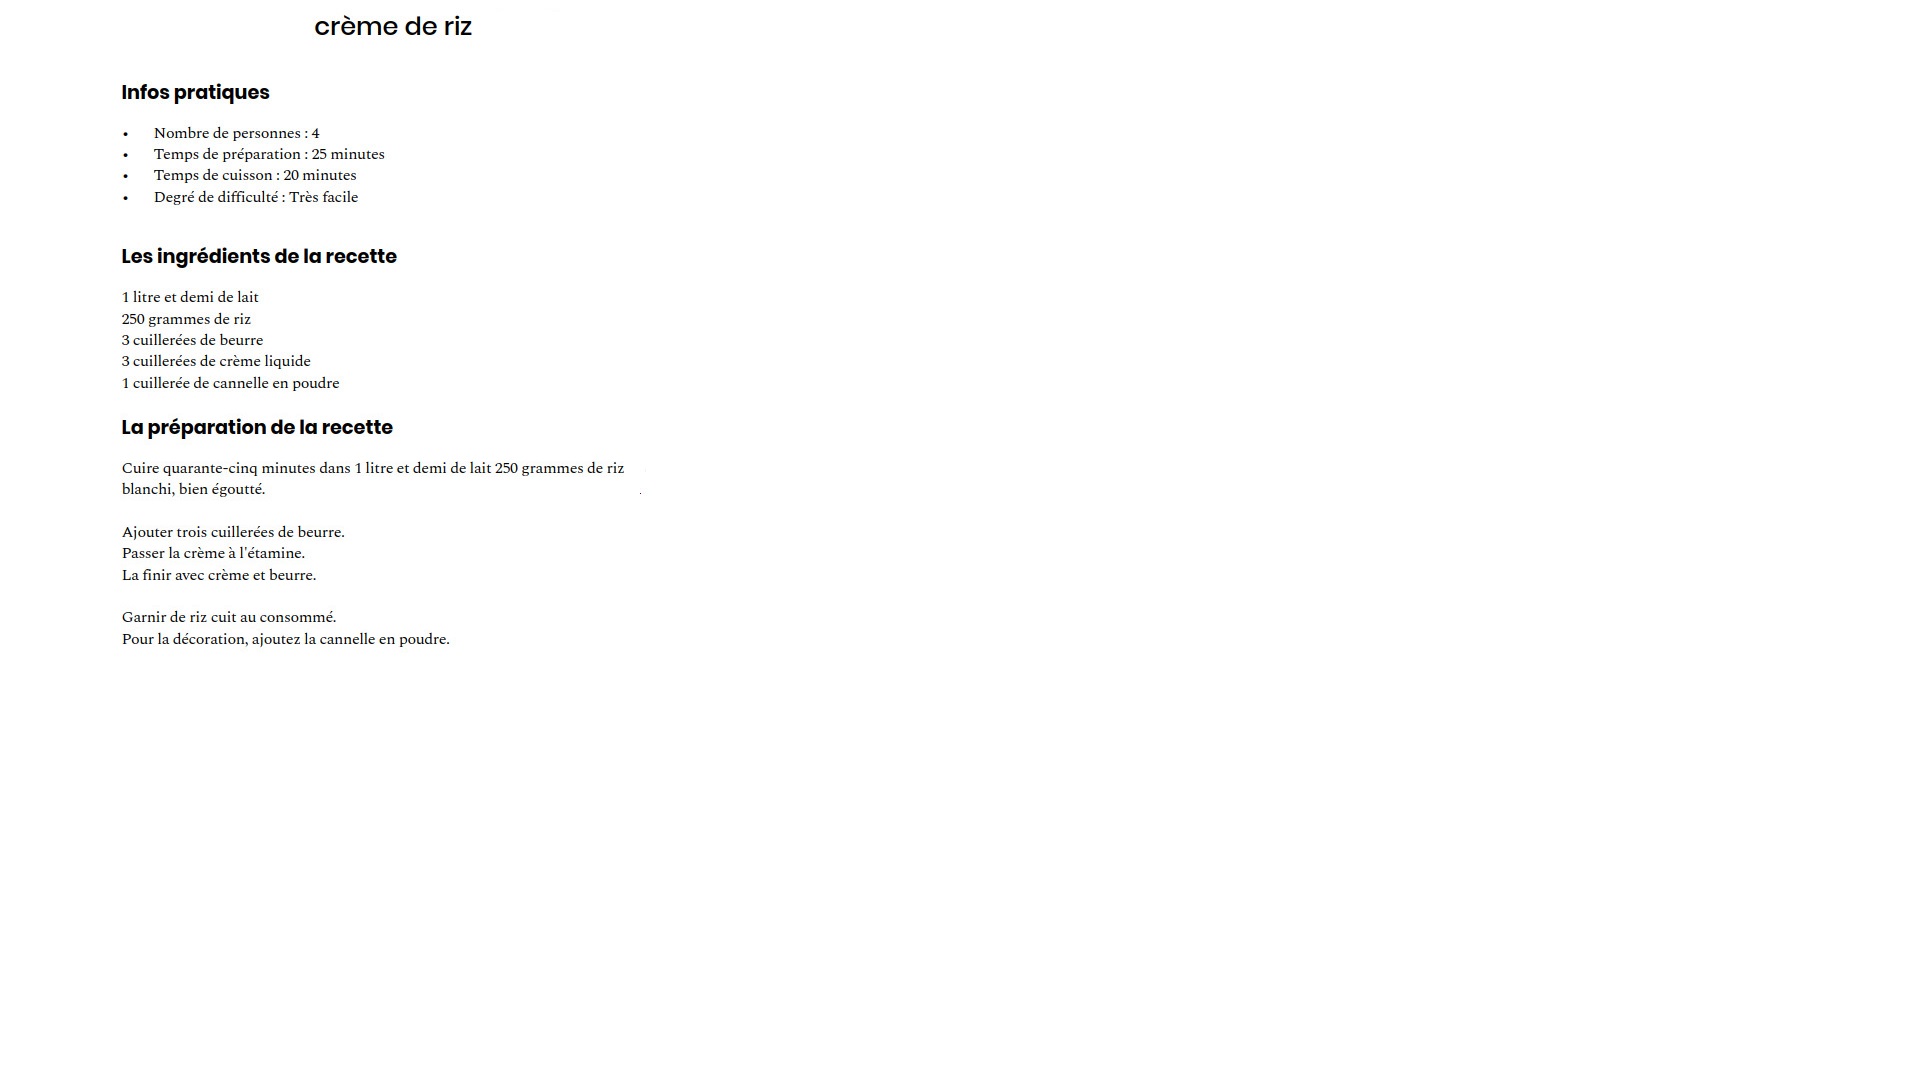 crème de riz
Infos pratiques
• Nombre de personnes : 4
• Temps de préparation : 25 minutes
• Temps de cuisson : 20 minutes
• Degré de difficulté : Très facile
Les ingrédients de la recette
1 litre et demi de lait
250 grammes de riz
3 cuillerées de beurre
3 cuillerées de crème liquide
1 cuillerée de cannelle en poudre
La préparation de la recette
Cuire quarante-cinq minutes dans 1 litre et demi de lait 250 grammes de riz
blanchi, bien égoutté.
Ajouter trois cuillerées de beurre.
Passer la crème à l'étamine.
La finir avec crème et beurre.
Garnir de riz cuit au consommé.
Pour la décoration, ajoutez la cannelle en poudre.